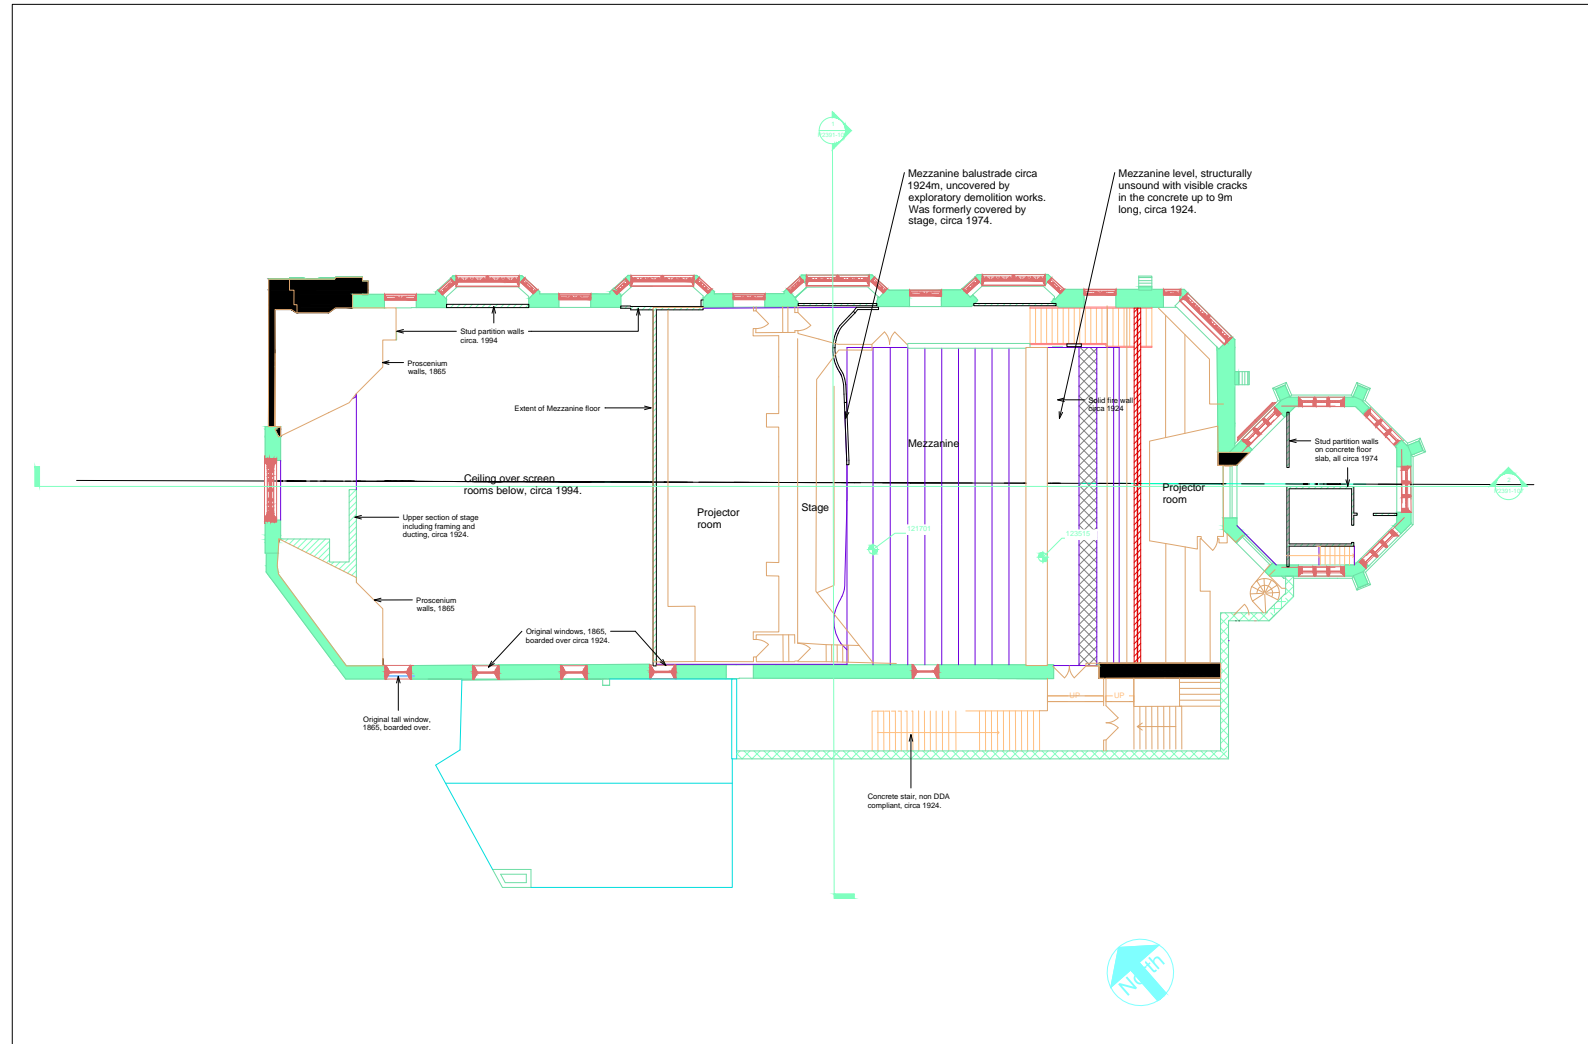 Mezzanine balustrade circa
1924m, uncovered by
exploratory demolition works.
Was formerly covered by
stage, circa 1974.
Mezzanine level, structurally
unsound with visible cracks
in the concrete up to 9m
long, circa 1924.
Stud partition walls
circa. 1994
Proscenium
walls, 1865
Extent of Mezzanine floor
Solid fire wall
circa 1924
Mezzanine
Stud partition walls
on concrete floor
slab, all circa 1974
Ceiling over screen
rooms below, circa 1994.
Projector
room
Stage
Projector
room
Upper section of stage
including framing and
ducting, circa 1924.
Proscenium
walls, 1865
Original windows, 1865,
boarded over circa 1924.
Original tall window,
1865, boarded over.
UP
UP
Concrete stair, non DDA
compliant, circa 1924.
North